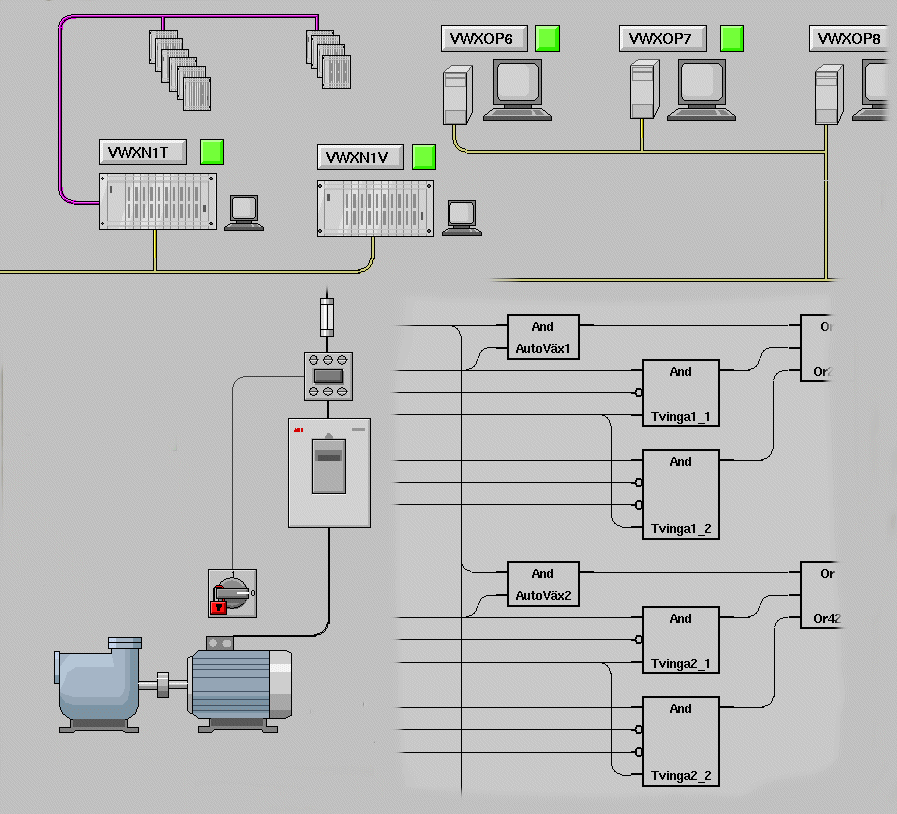 VWXOP6
VWXOP7
VWXOP8
VWXN1T
VWXN1V
And
AutoVäx1
Or
And
Tvinga1_1
And
Tvinga1_2
ABB
1
0
And
AutoVäx2
Or
Or42
And
Tvinga2_1
And
Tvinga2_2